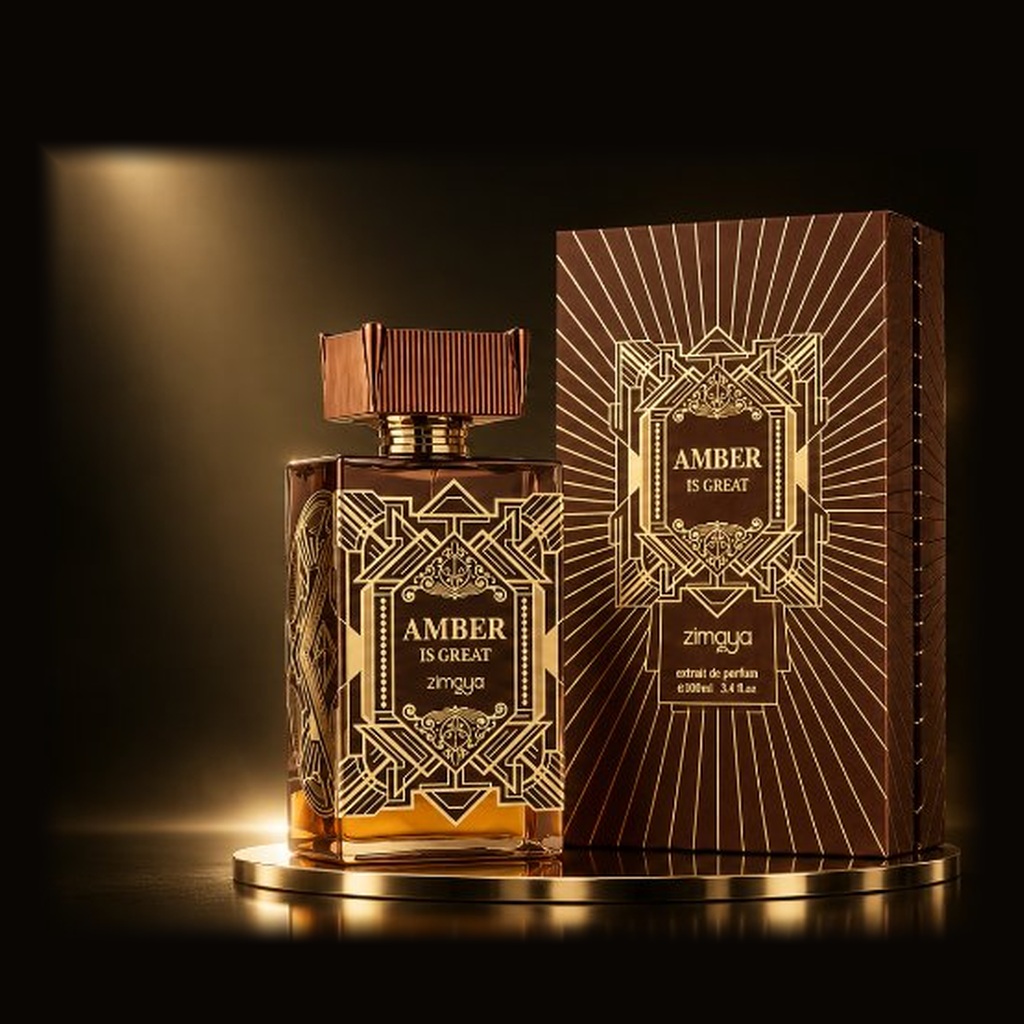 AMBER
IS GREAT
zimaya
AMBER
IS GREAT
zimaya
extrait de parfum
e100ml 3.4 fl.oz